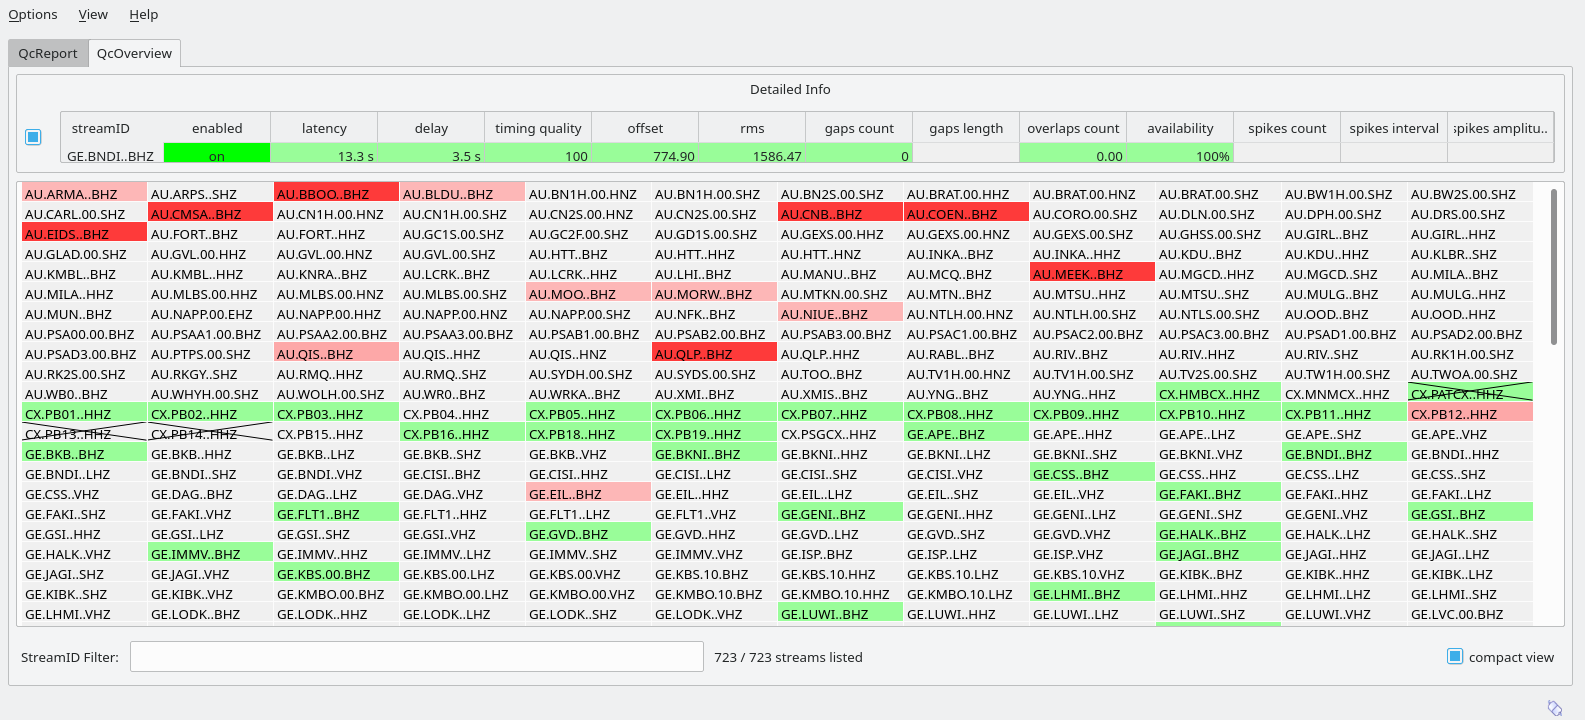 Options View Help
QcReport QcOverview
Detailed Info
streamID enabled latency delay timing quality offset rms gaps count gaps length overlaps count availability spikes count spikes interval spikes amplitu..
GE.BNDI..BHZ on 13.3 s 3.5 s 100 774.90 1586.47 0 0.00 100%
AU.ARMA..BHZ AU.ARPS..SHZ AU.BBOO..BHZ AU.BLDU..BHZ AU.BN1H.00.HNZ AU.BN1H.00.SHZ AU.BN2S.00.SHZ AU.BRAT.00.HHZ AU.BRAT.00.HNZ AU.BRAT.00.SHZ AU.BW1H.00.SHZ AU.BW2S.00.SHZ
AU.CARL.00.SHZ AU.CMSA..BHZ AU.CN1H.00.HNZ AU.CN1H.00.SHZ AU.CN2S.00.HNZ AU.CN2S.00.SHZ AU.CNB..BHZ AU.COEN..BHZ AU.CORO.00.SHZ AU.DLN.00.SHZ AU.DPH.00.SHZ AU.DRS.00.SHZ
AU.EIDS..BHZ AU.FORT..BHZ AU.FORT..HHZ AU.GC1S.00.SHZ AU.GC2F.00.SHZ AU.GD1S.00.SHZ AU.GEXS.00.HHZ AU.GEXS.00.HNZ AU.GEXS.00.SHZ AU.GHSS.00.SHZ AU.GIRL..BHZ AU.GIRL..HHZ
AU.GLAD.00.SHZ AU.GVL.00.HHZ AU.GVL.00.HNZ AU.GVL.00.SHZ AU.HTT..BHZ AU.HTT..HHZ AU.HTT..HNZ AU.INKA..BHZ AU.INKA..HHZ AU.KDU..BHZ AU.KDU..HHZ AU.KLBR..SHZ
AU.KMBL..BHZ AU.KMBL..HHZ AU.KNRA..BHZ AU.LCRK..BHZ AU.LCRK..HHZ AU.LHI..BHZ AU.MANU..BHZ AU.MCQ..BHZ AU.MEEK..BHZ AU.MGCD..HHZ AU.MGCD..SHZ AU.MILA..BHZ
AU.MILA..HHZ AU.MLBS.00.HHZ AU.MLBS.00.HNZ AU.MLBS.00.SHZ AU.MOO..BHZ AU.MORW..BHZ AU.MTKN.00.SHZ AU.MTN..BHZ AU.MTSU..HHZ AU.MTSU..SHZ AU.MULG..BHZ AU.MULG..HHZ
AU.MUN..BHZ AU.NAPP.00.EHZ AU.NAPP.00.HHZ AU.NAPP.00.HNZ AU.NAPP.00.SHZ AU.NFK..BHZ AU.NIUE..BHZ AU.NTLH.00.HNZ AU.NTLH.00.SHZ AU.NTLS.00.SHZ AU.OOD..BHZ AU.OOD..HHZ
AU.PSA00.00.BHZ AU.PSAA1.00.BHZ AU.PSAA2.00.BHZ AU.PSAA3.00.BHZ AU.PSAB1.00.BHZ AU.PSAB2.00.BHZ AU.PSAB3.00.BHZ AU.PSAC1.00.BHZ AU.PSAC2.00.BHZ AU.PSAC3.00.BHZ AU.PSAD1.00.BHZ AU.PSAD2.00.BHZ
AU.PSAD3.00.BHZ AU.PTPS.00.SHZ AU.QIS..BHZ AU.QIS..HHZ AU.QIS..HNZ AU.QLP..BHZ AU.QLP..HHZ AU.RABL..BHZ AU.RIV..BHZ AU.RIV..HHZ AU.RIV..SHZ AU.RK1H.00.SHZ
AU.RK2S.00.SHZ AU.RKGY..SHZ AU.RMQ..HHZ AU.RMQ..SHZ AU.SYDH.00.SHZ AU.SYDS.00.SHZ AU.TOO..BHZ AU.TV1H.00.HNZ AU.TV1H.00.SHZ AU.TV2S.00.SHZ AU.TW1H.00.SHZ AU.TWOA.00.SHZ
AU.WB0..BHZ AU.WHYH.00.SHZ AU.WOLH.00.SHZ AU.WR0..BHZ AU.WRKA..BHZ AU.XMI..BHZ AU.XMIS..BHZ AU.YNG..BHZ AU.YNG..HHZ CX.HMBCX..HHZ CX.MNMCX..HHZ CX.PATCX..HHZ
CX.PB01..HHZ CX.PB02..HHZ CX.PB03..HHZ CX.PB04..HHZ CX.PB05..HHZ CX.PB06..HHZ CX.PB07..HHZ CX.PB08..HHZ CX.PB09..HHZ CX.PB10..HHZ CX.PB11..HHZ CX.PB12..HHZ
CX.PB13..HHZ CX.PB14..HHZ CX.PB15..HHZ CX.PB16..HHZ CX.PB18..HHZ CX.PB19..HHZ CX.PSGCX..HHZ GE.APE..BHZ GE.APE..HHZ GE.APE..LHZ GE.APE..SHZ GE.APE..VHZ
GE.BKB..BHZ GE.BKB..HHZ GE.BKB..LHZ GE.BKB..SHZ GE.BKB..VHZ GE.BKNI..BHZ GE.BKNI..HHZ GE.BKNI..LHZ GE.BKNI..SHZ GE.BKNI..VHZ GE.BNDI..BHZ GE.BNDI..HHZ
GE.BNDI..LHZ GE.BNDI..SHZ GE.BNDI..VHZ GE.CISI..BHZ GE.CISI..HHZ GE.CISI..LHZ GE.CISI..SHZ GE.CISI..VHZ GE.CSS..BHZ GE.CSS..HHZ GE.CSS..LHZ GE.CSS..SHZ
GE.CSS..VHZ GE.DAG..BHZ GE.DAG..LHZ GE.DAG..VHZ GE.EIL..BHZ GE.EIL..HHZ GE.EIL..LHZ GE.EIL..SHZ GE.EIL..VHZ GE.FAKI..BHZ GE.FAKI..HHZ GE.FAKI..LHZ
GE.FAKI..SHZ GE.FAKI..VHZ GE.FLT1..BHZ GE.FLT1..HHZ GE.FLT1..LHZ GE.FLT1..VHZ GE.GENI..BHZ GE.GENI..HHZ GE.GENI..LHZ GE.GENI..SHZ GE.GENI..VHZ GE.GSI..BHZ
GE.GSI..HHZ GE.GSI..LHZ GE.GSI..SHZ GE.GSI..VHZ GE.GVD..BHZ GE.GVD..HHZ GE.GVD..LHZ GE.GVD..SHZ GE.GVD..VHZ GE.HALK..BHZ GE.HALK..LHZ GE.HALK..SHZ
GE.HALK..VHZ GE.IMMV..BHZ GE.IMMV..HHZ GE.IMMV..LHZ GE.IMMV..SHZ GE.IMMV..VHZ GE.ISP..BHZ GE.ISP..LHZ GE.ISP..VHZ GE.JAGI..BHZ GE.JAGI..HHZ GE.JAGI..LHZ
GE.JAGI..SHZ GE.JAGI..VHZ GE.KBS.00.BHZ GE.KBS.00.LHZ GE.KBS.00.VHZ GE.KBS.10.BHZ GE.KBS.10.HHZ GE.KBS.10.LHZ GE.KBS.10.VHZ GE.KIBK..BHZ GE.KIBK..HHZ GE.KIBK..LHZ
GE.KIBK..SHZ GE.KIBK..VHZ GE.KMBO.00.BHZ GE.KMBO.00.LHZ GE.KMBO.00.VHZ GE.KMBO.10.BHZ GE.KMBO.10.HHZ GE.KMBO.10.LHZ GE.LHMI..BHZ GE.LHMI..HHZ GE.LHMI..LHZ GE.LHMI..SHZ
GE.LHMI..VHZ GE.LODK..BHZ GE.LODK..HHZ GE.LODK..LHZ GE.LODK..SHZ GE.LODK..VHZ GE.LUWI..BHZ GE.LUWI..HHZ GE.LUWI..LHZ GE.LUWI..SHZ GE.LUWI..VHZ GE.LVC.00.BHZ
StreamID Filter: 723 / 723 streams listed compact view